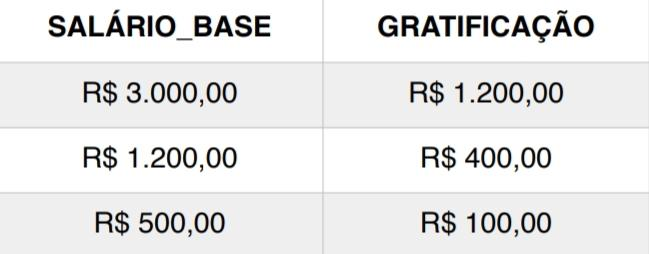 SALÁRIO_BASE GRATIFICAÇÃO
R$ 3.000,00 R$ 1.200,00
R$ 1.200,00 R$ 400,00
R$ 500,00 R$ 100,00